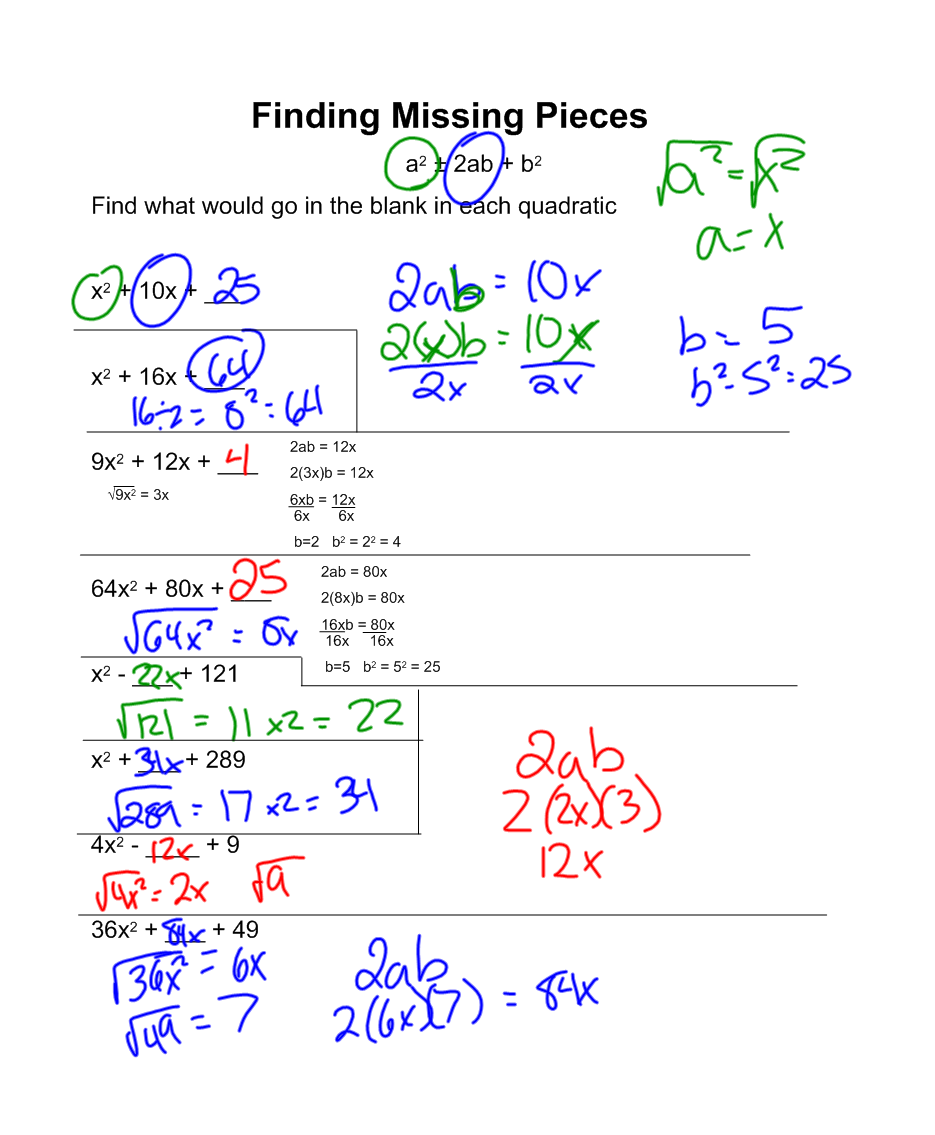 Finding Missing Pieces
a² ± 2ab + b²
√a² = √x²
Find what would go in the blank in each quadratic
a = x
x² + 10x + 25
2ab = 10x
2(x)b = 10x
2x 2x
b = 5
b² = 5² = 25
x² + 16x + 64
16÷2 = 8² = 64
9x² + 12x + 4
√9x² = 3x
2ab = 12x
2(3x)b = 12x
6xb = 12x
6x 6x
b=2 b² = 2² = 4
64x² + 80x + 25
√64x² = 8x
2ab = 80x
2(8x)b = 80x
16xb = 80x
16x 16x
b=5 b² = 5² = 25
x² - 22x + 121
√121 = 11 x2 = 22
x² + 34x + 289
√289 = 17 x2 = 34
4x² - 12x + 9
√4x² = 2x √9
2ab
2(2x)(3)
12x
36x² + 84x + 49
√36x² = 6x
√49 = 7
2ab
2(6x)(7) = 84x